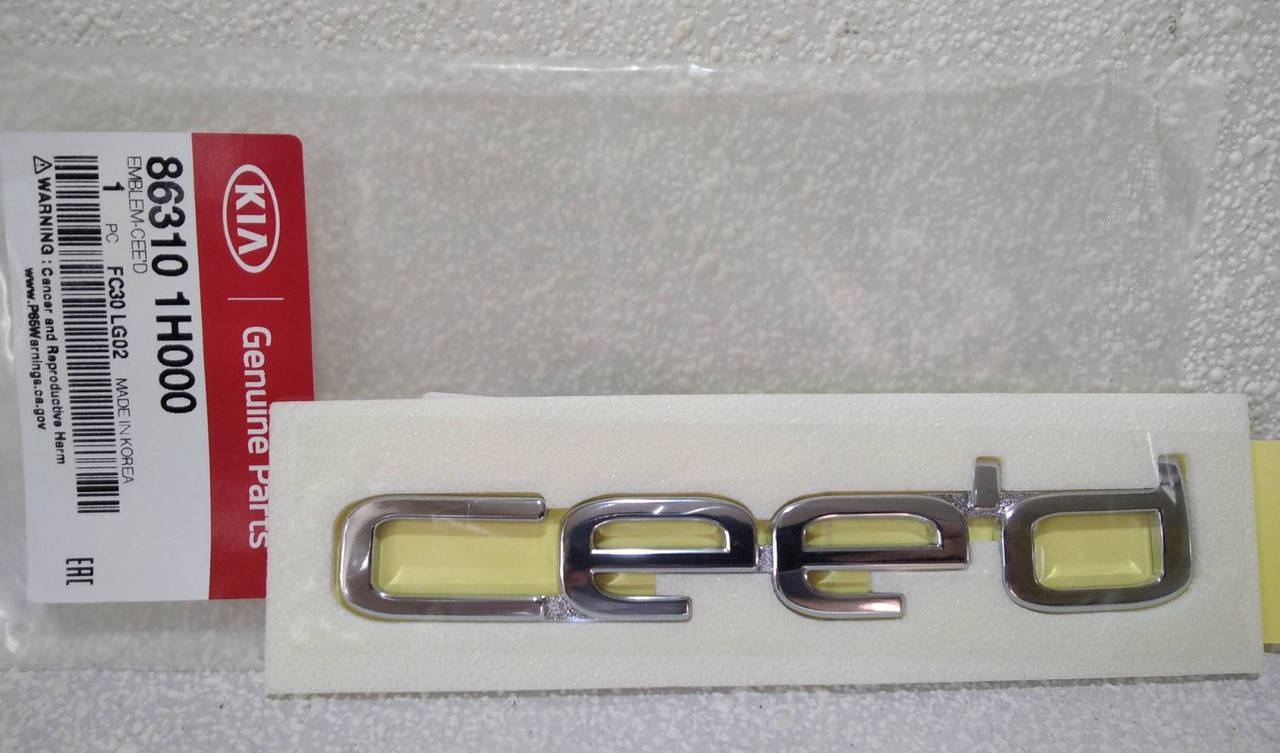 KIA | Genuine Parts
86310 1H000
EMBLEM-CEE'D
1 PC FC30 LG02 MADE IN KOREA
⚠ WARNING : Cancer and Reproductive Harm
www.P65Warnings.ca.gov
EAC
cee'd